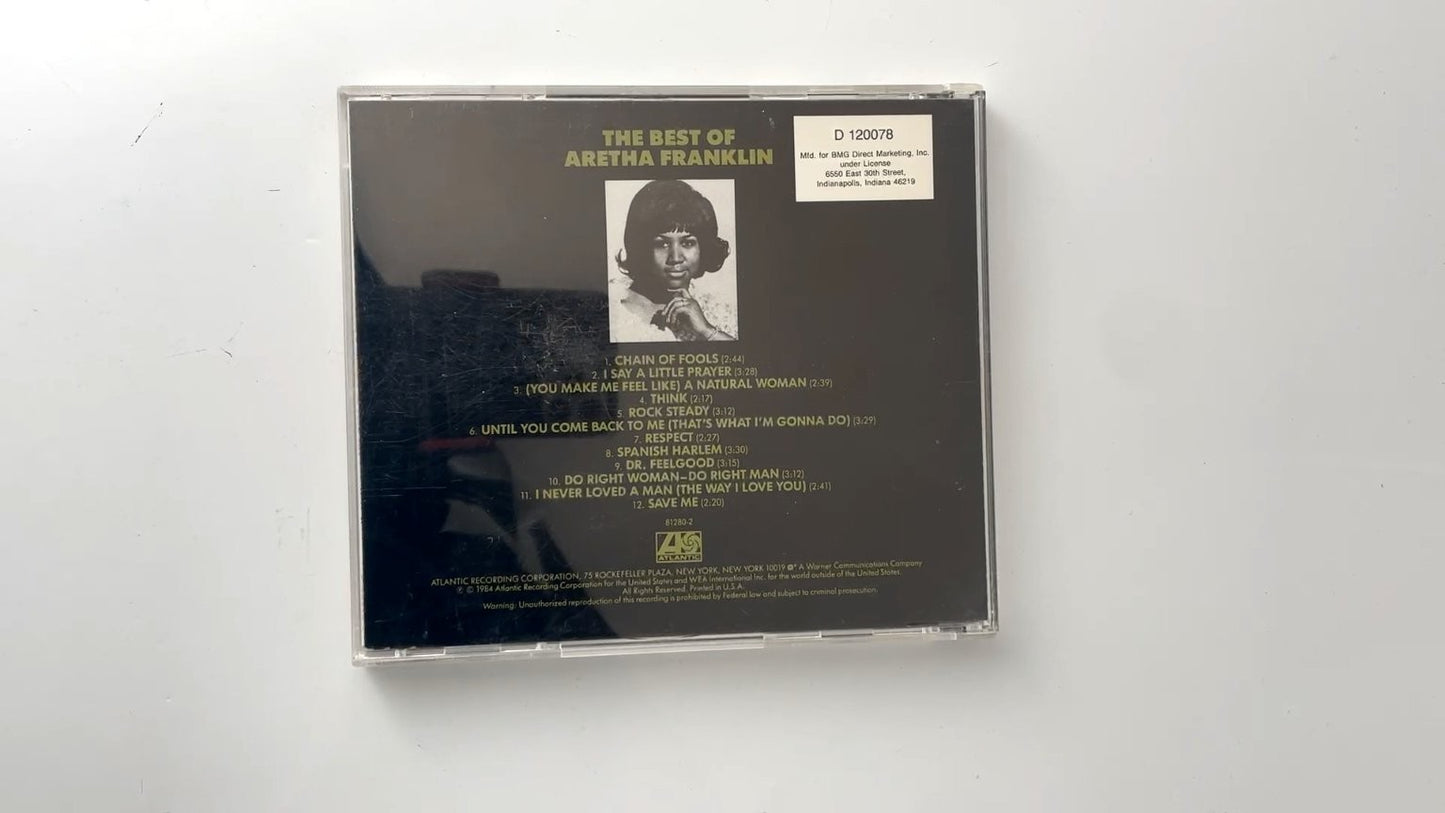 THE BEST OF
ARETHA FRANKLIN
D 120078
Mfd. for BMG Direct Marketing, Inc.
under License
6550 East 30th Street,
Indianapolis, Indiana 46219
1. CHAIN OF FOOLS (2:44)
2. I SAY A LITTLE PRAYER (3:28)
3. (YOU MAKE ME FEEL LIKE) A NATURAL WOMAN (2:39)
4. THINK (2:17)
5. ROCK STEADY (3:12)
6. UNTIL YOU COME BACK TO ME (THAT'S WHAT I'M GONNA DO) (3:29)
7. RESPECT (2:27)
8. SPANISH HARLEM (3:30)
9. DR. FEELGOOD (3:15)
10. DO RIGHT WOMAN–DO RIGHT MAN (3:12)
11. I NEVER LOVED A MAN (THE WAY I LOVE YOU) (2:41)
12. SAVE ME (2:20)
81280-2
ATLANTIC
ATLANTIC RECORDING CORPORATION, 75 ROCKEFELLER PLAZA, NEW YORK, NEW YORK 10019 A Warner Communications Company
℗ © 1984 Atlantic Recording Corporation for the United States and WEA International Inc. for the world outside of the United States.
All Rights Reserved. Printed in U.S.A.
Warning: Unauthorized reproduction of this recording is prohibited by Federal law and subject to criminal prosecution.